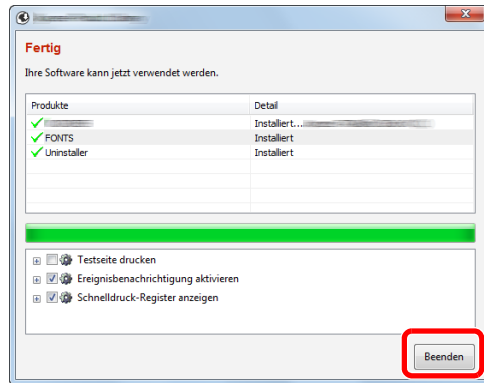 Fertig
Ihre Software kann jetzt verwendet werden.
Produkte Detail
Installiert...
FONTS Installiert
Uninstaller Installiert
Testseite drucken
Ereignisbenachrichtigung aktivieren
Schnelldruck-Register anzeigen
Beenden